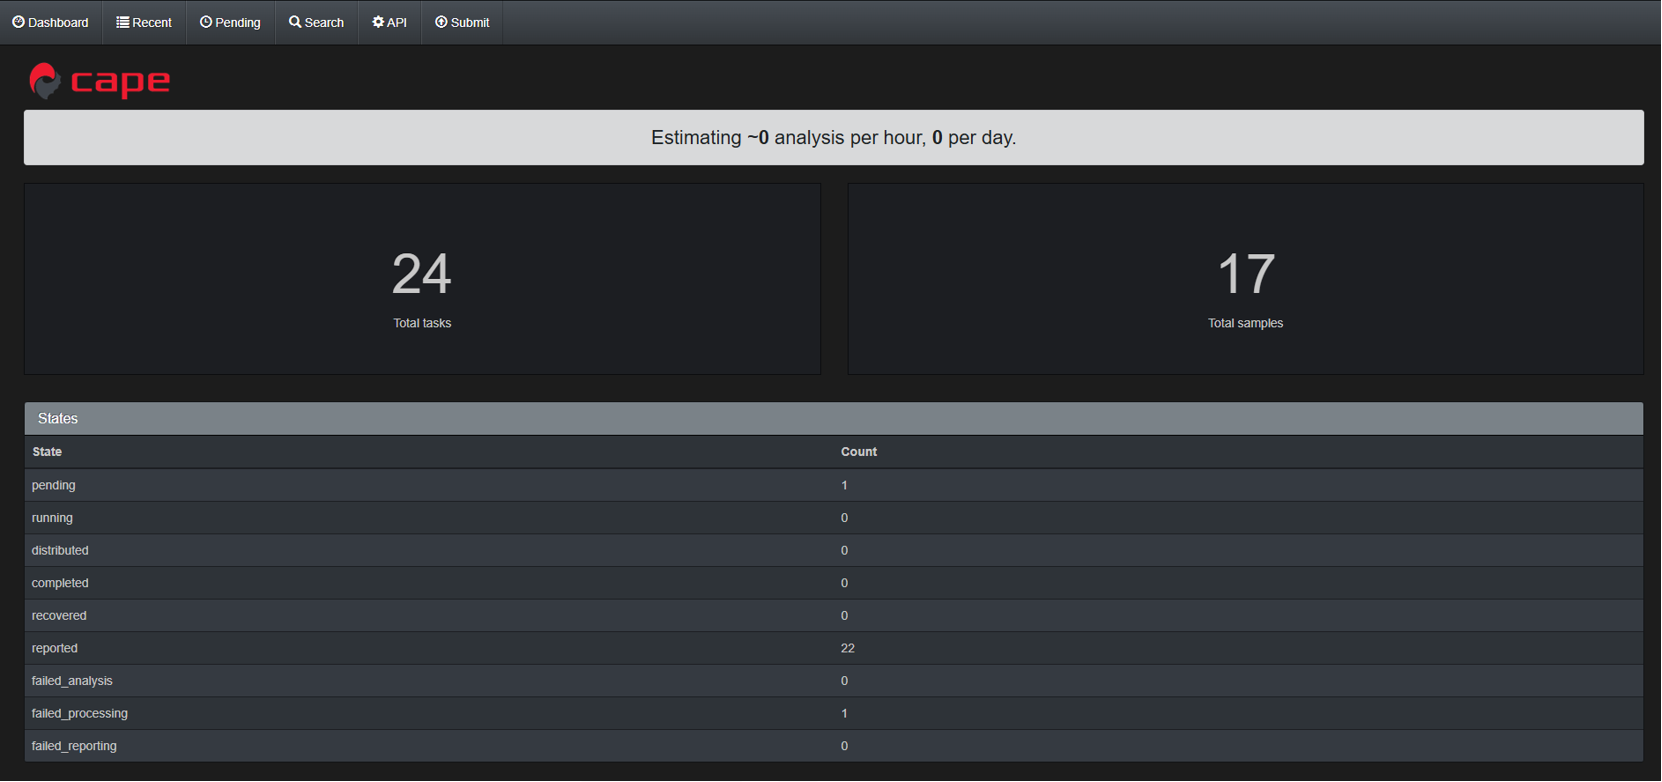 Dashboard Recent Pending Search API Submit
cape
Estimating ~0 analysis per hour, 0 per day.
24
Total tasks
17
Total samples
States
State Count
pending 1
running 0
distributed 0
completed 0
recovered 0
reported 22
failed_analysis 0
failed_processing 1
failed_reporting 0